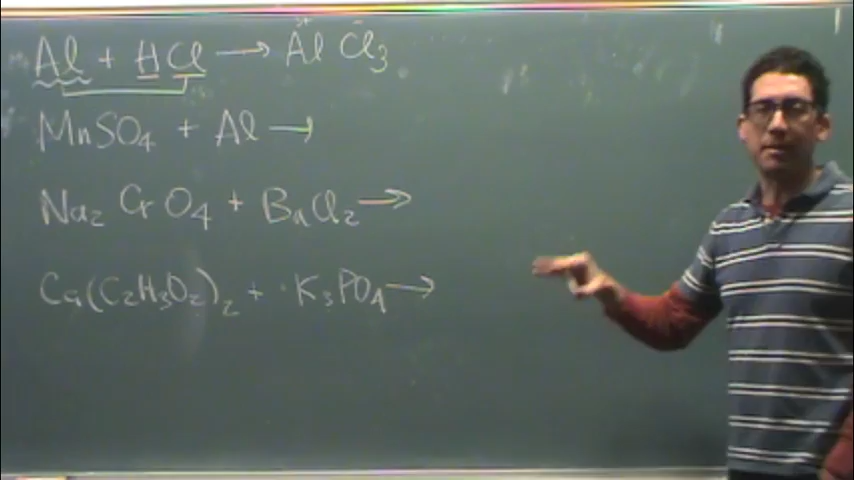 Al + HCl → AlCl₃
MnSO₄ + Al →
Na₂CrO₄ + BaCl₂ →
Ca(C₂H₃O₂)₂ + K₃PO₄ →